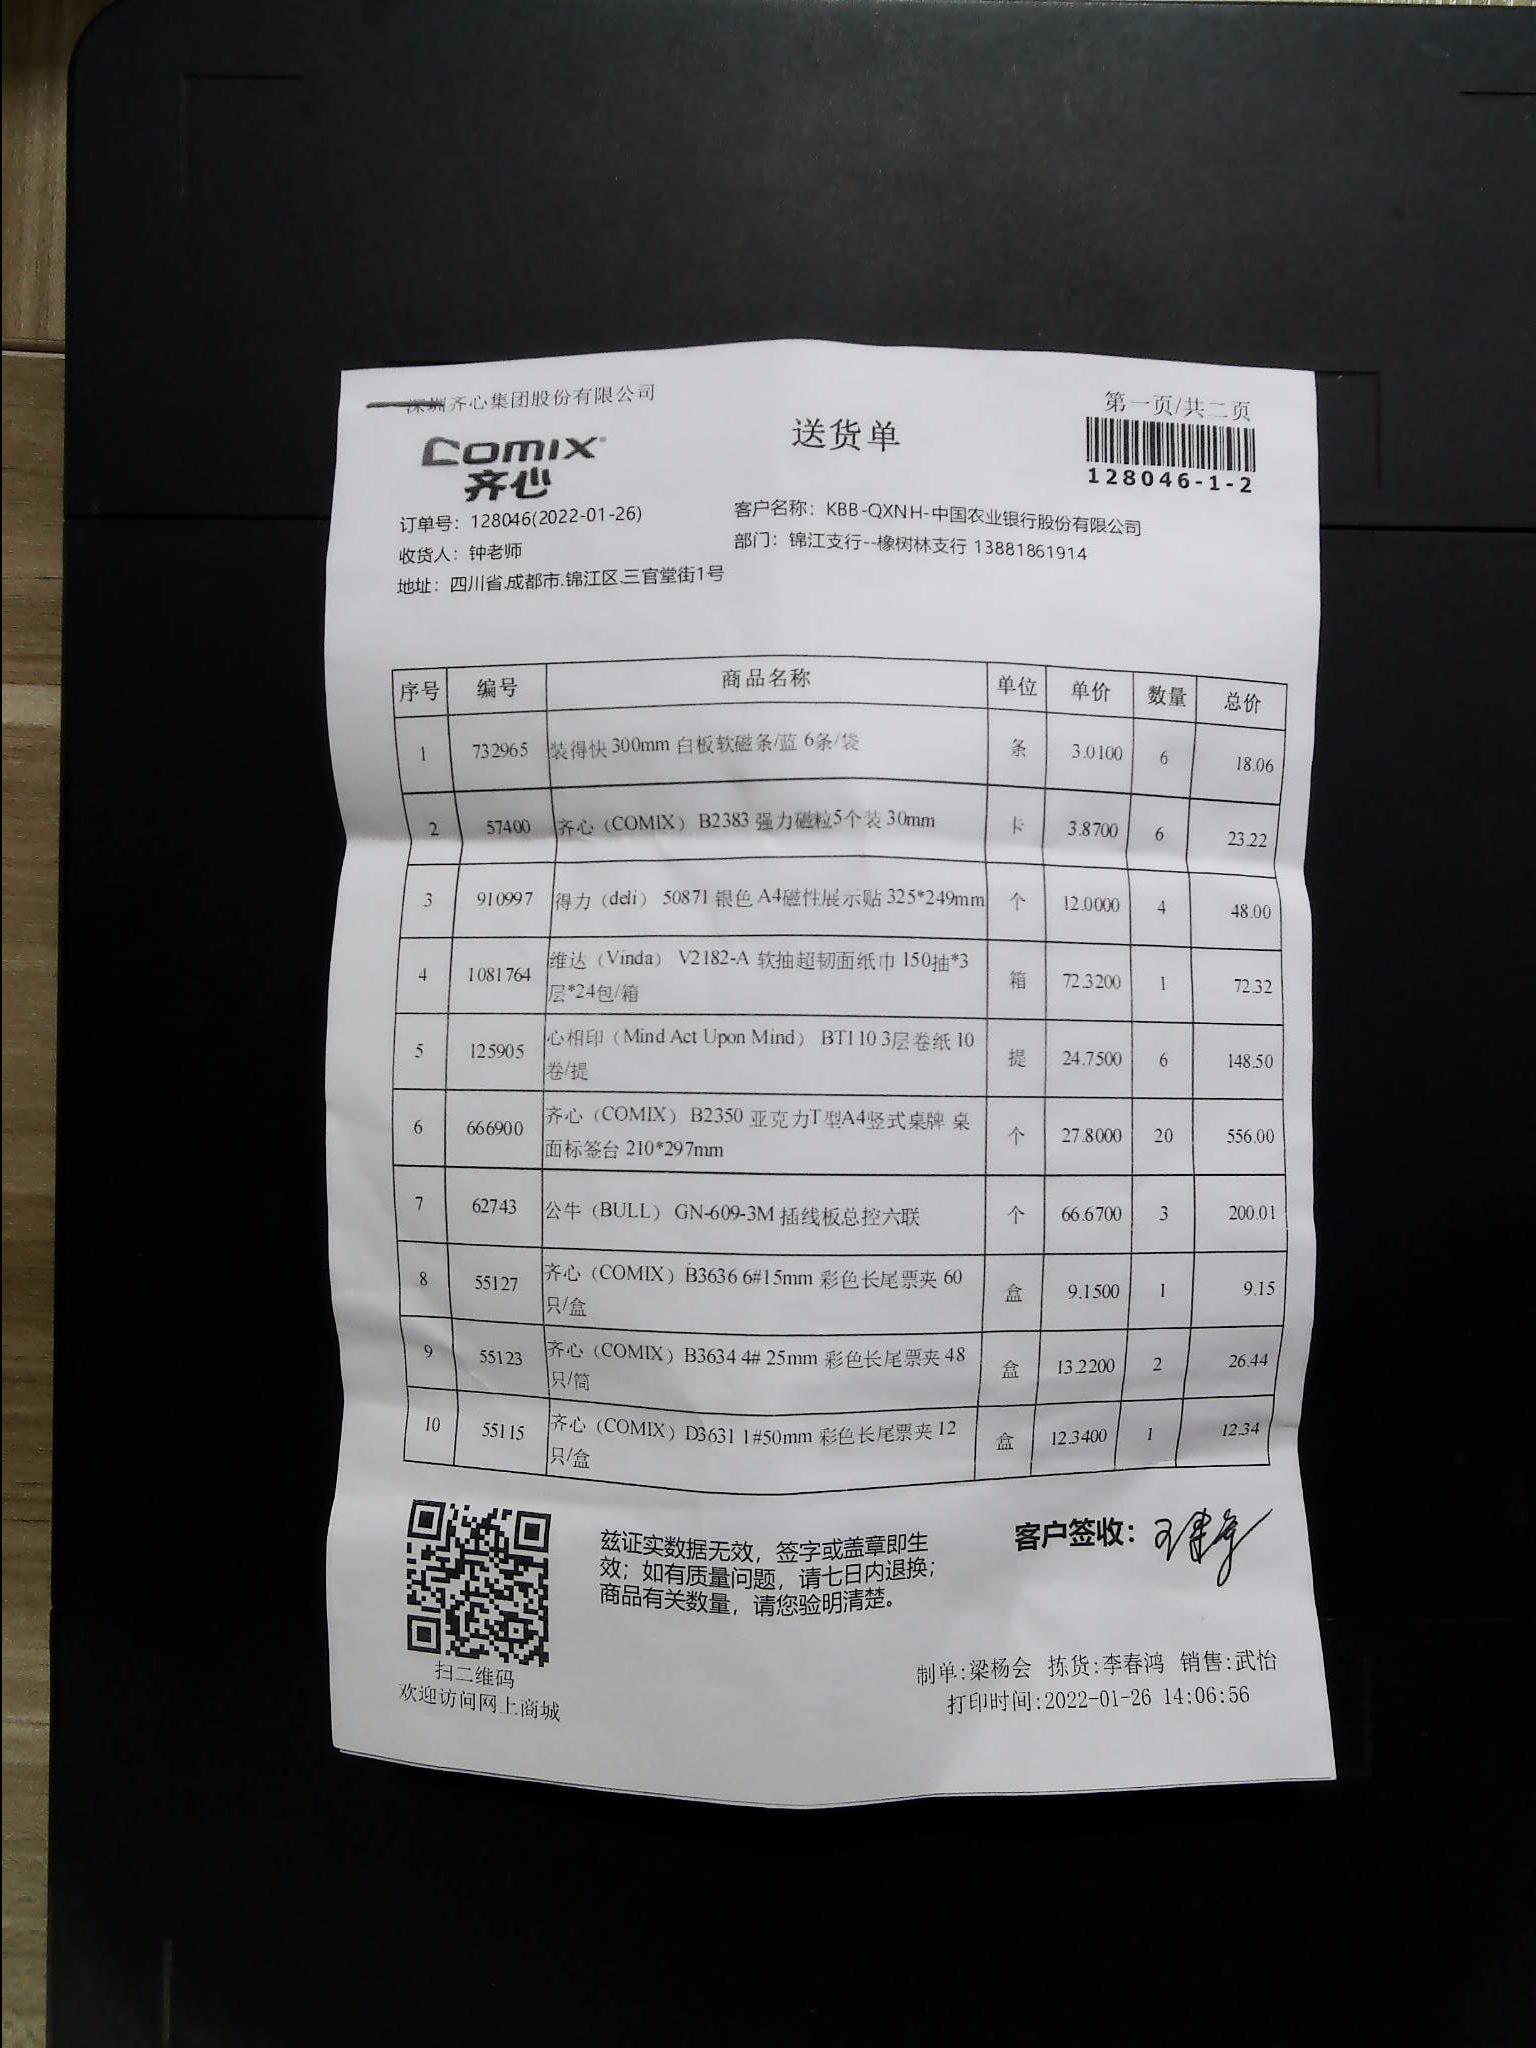 深圳齐心集团股份有限公司
第一页/共二页
COMIX
齐心
送货单
128046-1-2
订单号：128046(2022-01-26)
客户名称：KBB-QXNH-中国农业银行股份有限公司
收货人：钟老师
部门：锦江支行--橡树林支行 13881861914
地址：四川省.成都市.锦江区.三官堂街1号
序号 编号 商品名称 单位 单价 数量 总价
1 732965 装得快 300mm 白板软磁条/蓝 6条/袋 条 3.0100 6 18.06
2 57400 齐心（COMIX） B2383 强力磁粒5个装 30mm 卡 3.8700 6 23.22
3 910997 得力（deli） 50871 银色 A4磁性展示贴 325*249mm 个 12.0000 4 48.00
4 1081764 维达（Vinda） V2182-A 软抽超韧面纸巾 150抽*3
层*24包/箱 箱 72.3200 1 72.32
5 125905 心相印（Mind Act Upon Mind） BT110 3层卷纸 10
卷/提 提 24.7500 6 148.50
6 666900 齐心（COMIX） B2350 亚克力T型A4竖式桌牌 桌
面标签台 210*297mm 个 27.8000 20 556.00
7 62743 公牛（BULL） GN-609-3M 插线板总控六联 个 66.6700 3 200.01
8 55127 齐心（COMIX）B3636 6#15mm 彩色长尾票夹 60
只/盒 盒 9.1500 1 9.15
9 55123 齐心（COMIX）B3634 4# 25mm 彩色长尾票夹 48
只/筒 盒 13.2200 2 26.44
10 55115 齐心（COMIX）D3631 1#50mm 彩色长尾票夹 12
只/盒 盒 12.3400 1 12.34
兹证实数据无效，签字或盖章即生
效；如有质量问题，请七日内退换；
商品有关数量，请您验明清楚。
客户签收：
扫二维码
欢迎访问网上商城
制单:梁杨会 拣货:李春鸿 销售:武怡
打印时间:2022-01-26 14:06:56